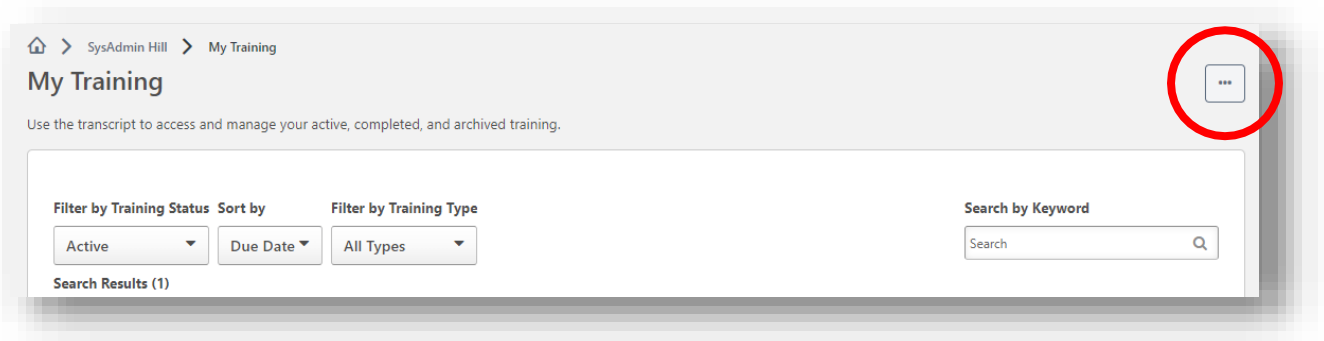 SysAdmin Hill My Training
My Training
...
Use the transcript to access and manage your active, completed, and archived training.
Filter by Training Status Sort by Filter by Training Type Search by Keyword
Active Due Date All Types Search
Search Results (1)